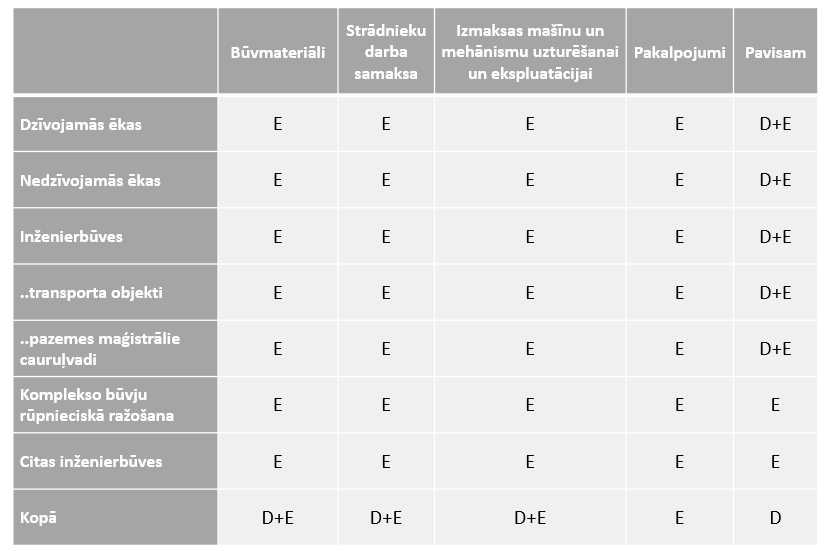 Būvmateriāli
Strādnieku
darba
samaksa
Izmaksas mašīnu un
mehānismu uzturēšanai
un ekspluatācijai
Pakalpojumi
Pavisam
Dzīvojamās ēkas E E E E D+E
Nedzīvojamās ēkas E E E E D+E
Inženierbūves E E E E D+E
..transporta objekti E E E E D+E
..pazemes maģistrālie
cauruļvadi E E E E D+E
Komplekso būvju
rūpnieciskā ražošana E E E E E
Citas inženierbūves E E E E E
Kopā D+E D+E D+E E D